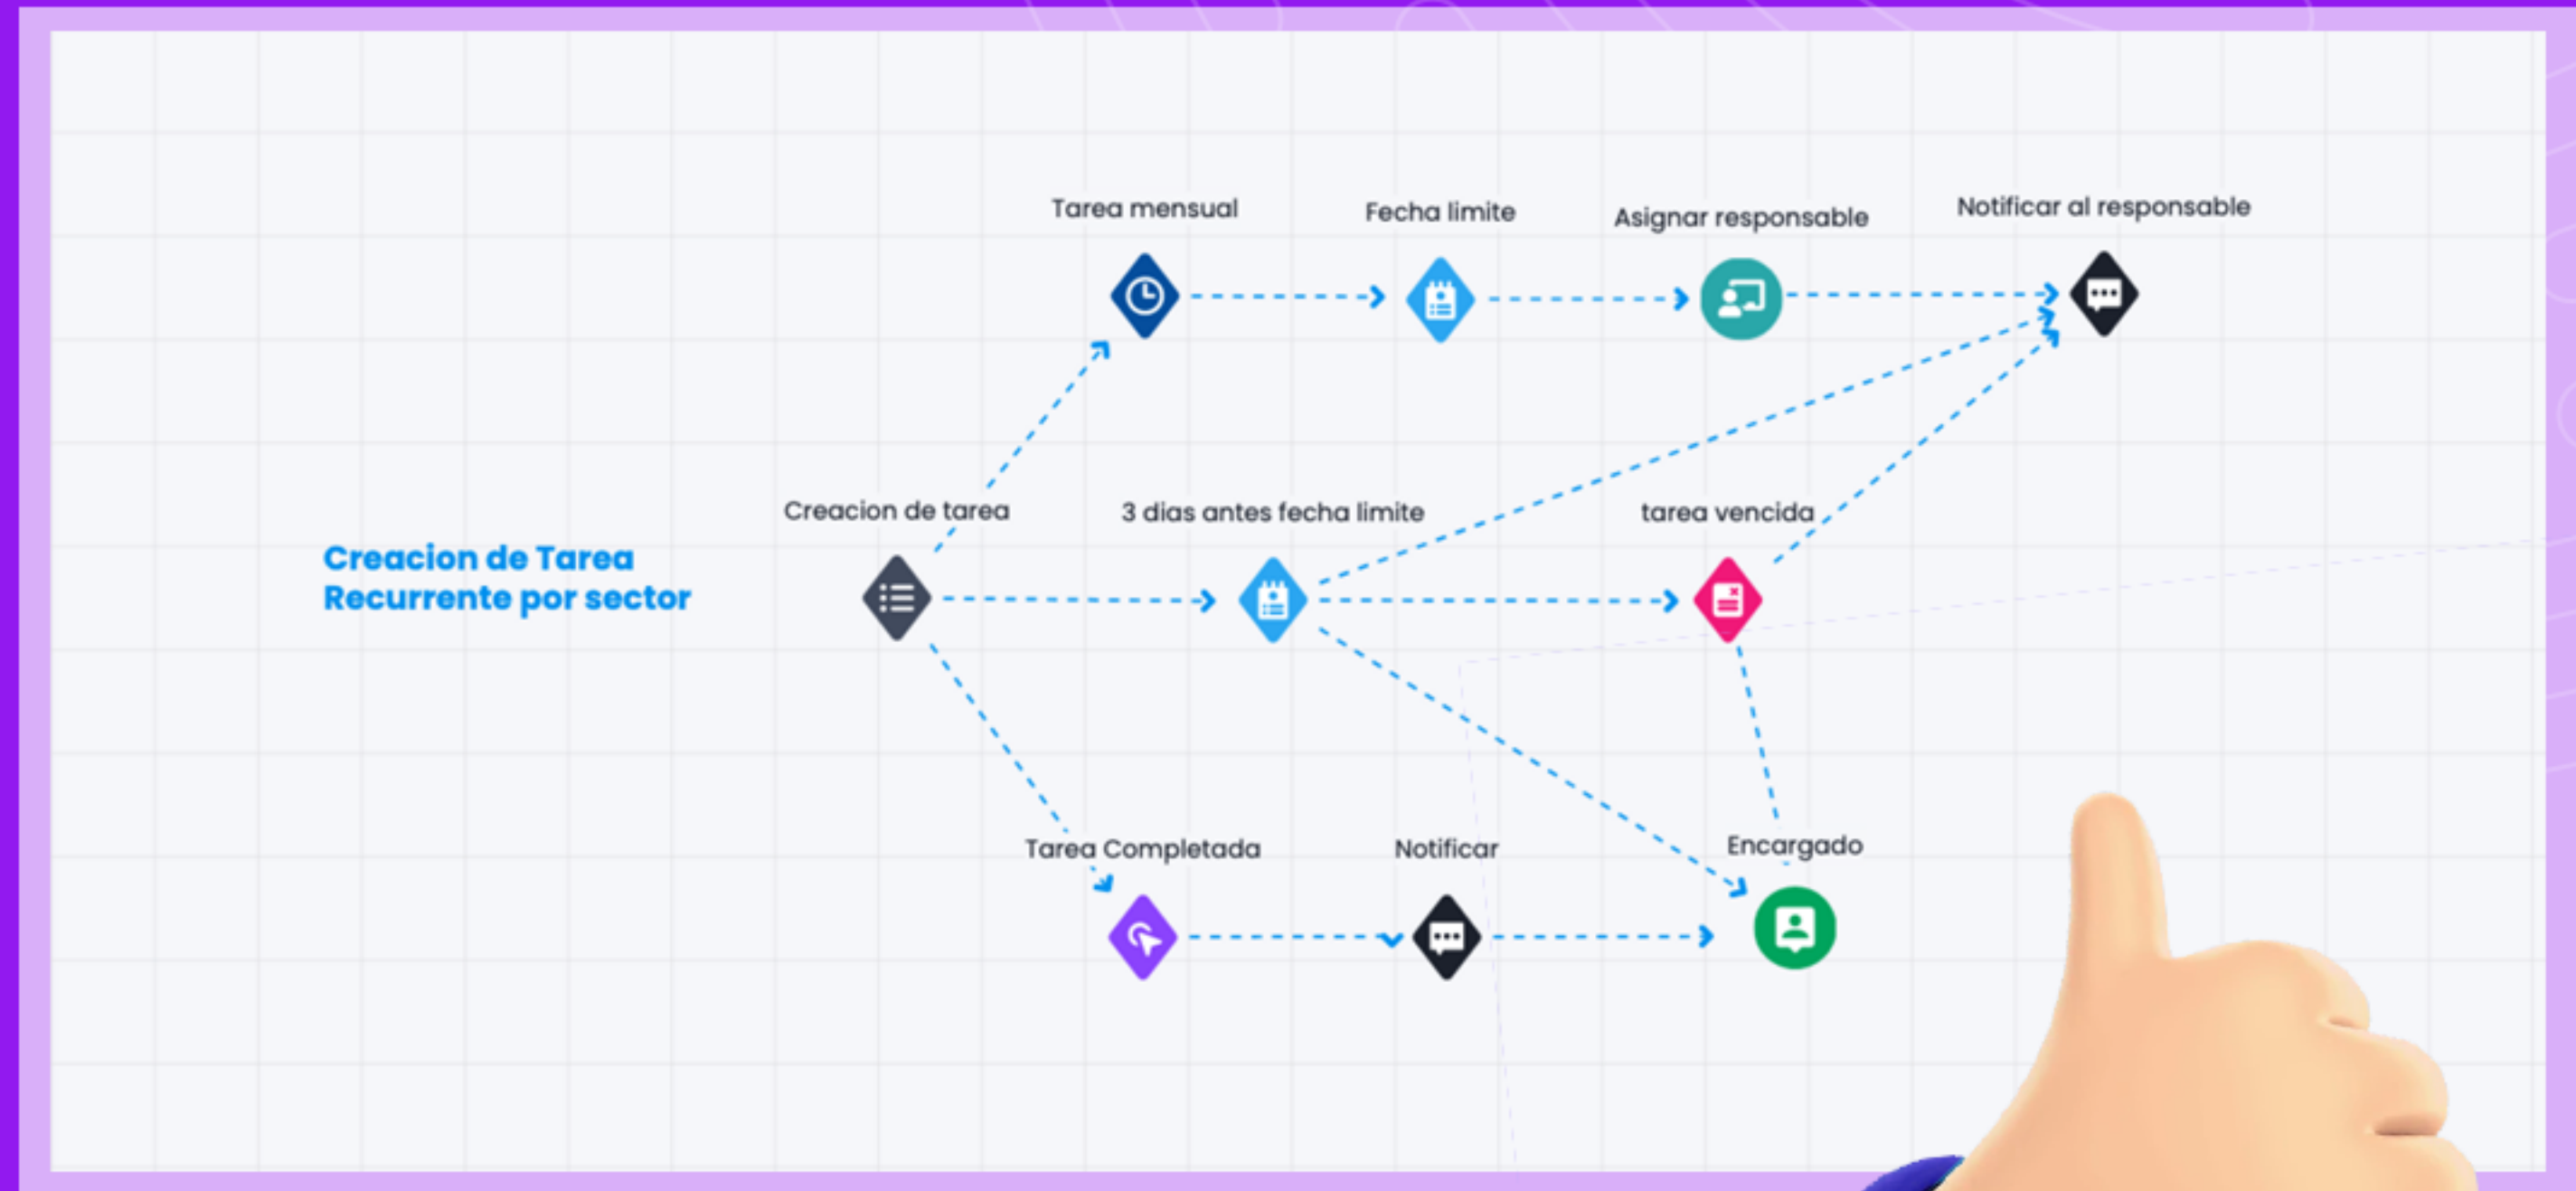 Tarea mensual
Fecha limite
Asignar responsable
Notificar al responsable
Creacion de tarea
3 dias antes fecha limite
tarea vencida
Creacion de Tarea
Recurrente por sector
Tarea Completada
Notificar
Encargado